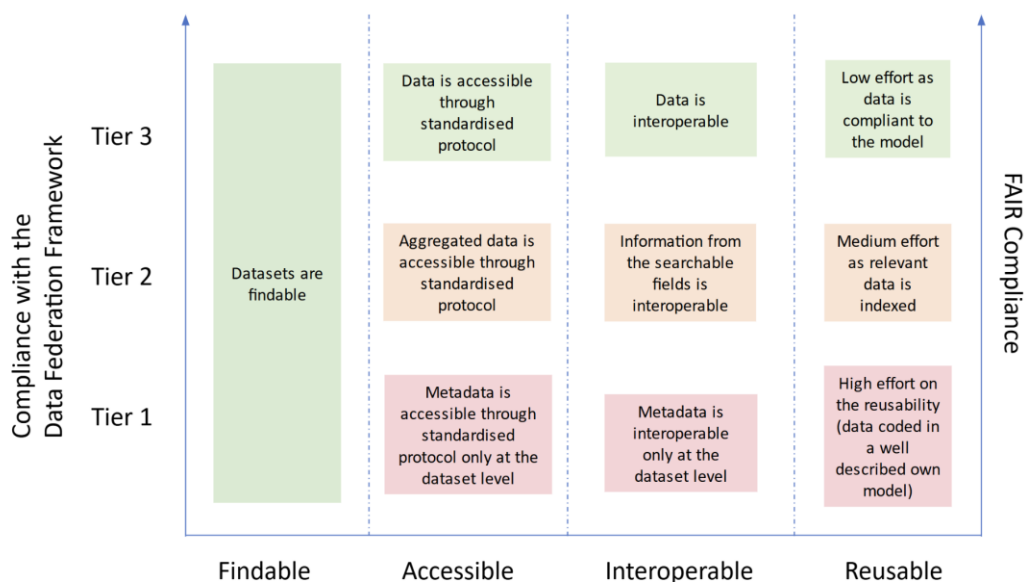 Compliance with the
Data Federation Framework
Tier 3
Tier 2
Tier 1
Datasets are
findable
Data is accessible
through
standardised
protocol
Data is
interoperable
Low effort as
data is
compliant to
the model
Aggregated data is
accessible through
standardised
protocol
Information from
the searchable
fields is
interoperable
Medium effort
as relevant
data is
indexed
Metadata is
accessible through
standardised
protocol only at the
dataset level
Metadata is
interoperable
only at the
dataset level
High effort on
the reusability
(data coded in
a well
described own
model)
FAIR Compliance
Findable
Accessible
Interoperable
Reusable